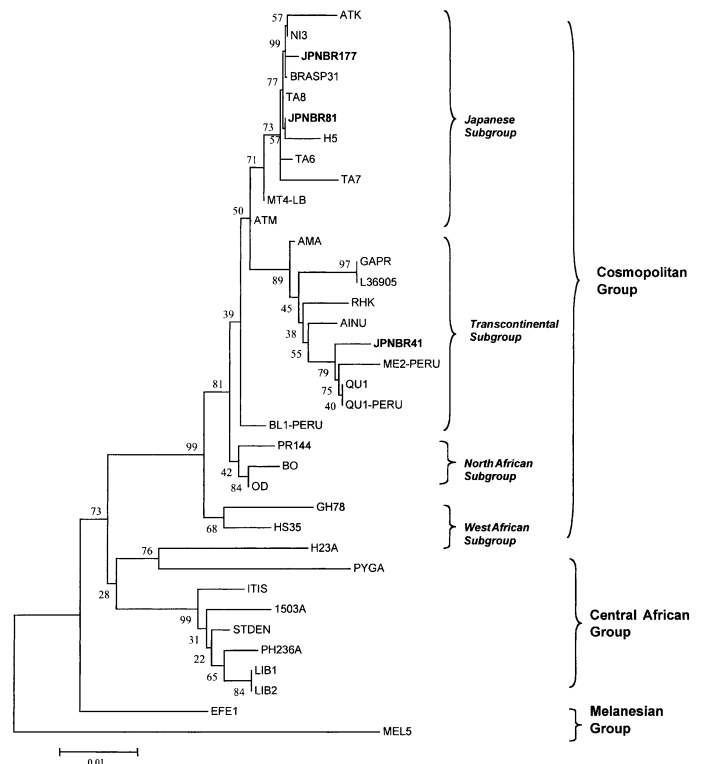 57
ATK
NI3
99
JPNBR177
BRASP31
77
TA8
JPNBR81
Japanese
Subgroup
73
57
H5
71
TA6
TA7
MT4-LB
50
ATM
AMA
97
GAPR
Cosmopolitan
Group
89
L36905
45
RHK
39
38
AINU
Transcontinental
Subgroup
55
JPNBR41
79
ME2-PERU
75
QU1
81
40
QU1-PERU
BL1-PERU
99
PR144
42
BO
North African
Subgroup
84
OD
GH78
73
68
HS35
West African
Subgroup
76
H23A
28
PYGA
ITIS
99
1503A
Central African
Group
31
STDEN
22
PH236A
65
LIB1
84
LIB2
EFE1
Melanesian
Group
MEL5
0.01